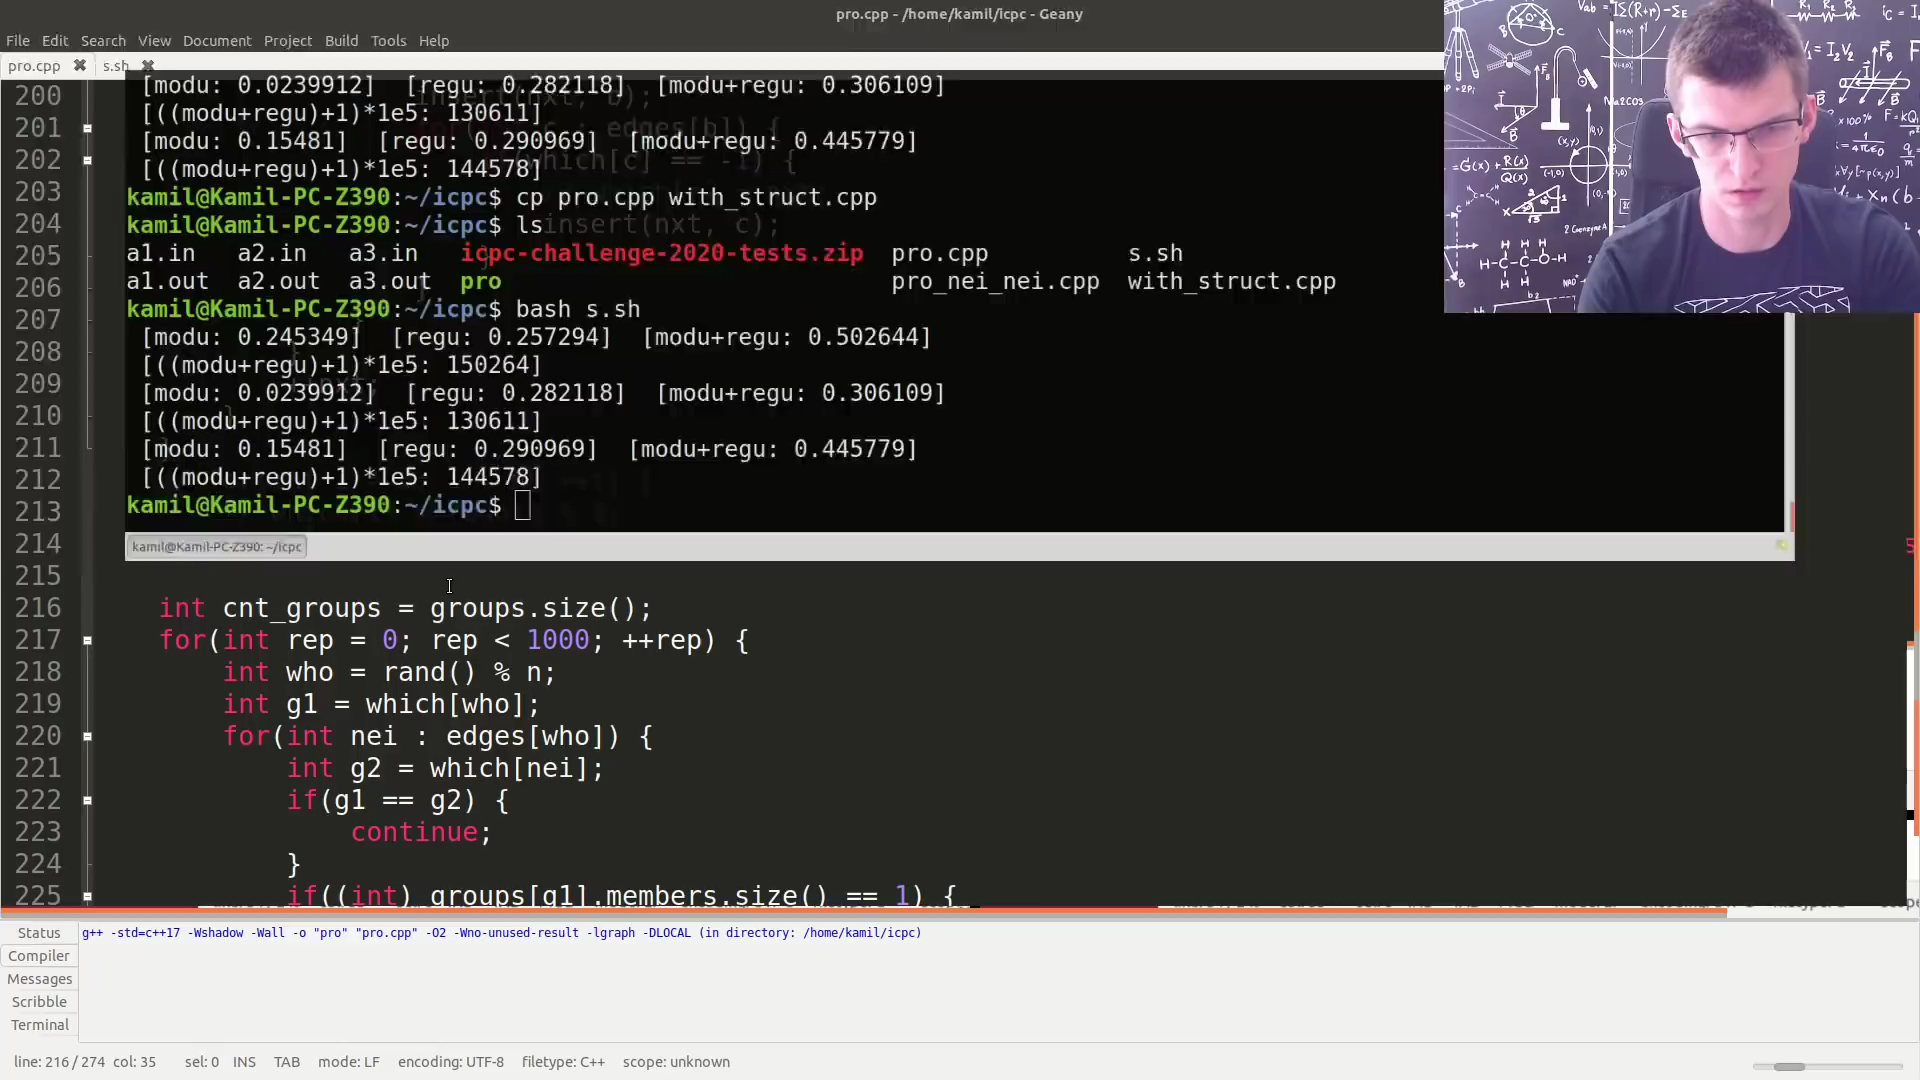 pro.cpp - /home/kamil/icpc - Geany
File Edit Search View Document Project Build Tools Help
pro.cpp s.sh
200 [modu: 0.0239912] [regu: 0.282118] [modu+regu: 0.306109]
[((modu+regu)+1)*1e5: 130611]
201
202 [modu: 0.15481] [regu: 0.290969] [modu+regu: 0.445779]
[((modu+regu)+1)*1e5: 144578]
203 kamil@Kamil-PC-Z390:~/icpc$ cp pro.cpp with_struct.cpp
204 kamil@Kamil-PC-Z390:~/icpc$ ls
insert(nxt, c);
205 a1.in a2.in a3.in icpc-challenge-2020-tests.zip pro.cpp s.sh
206 a1.out a2.out a3.out pro pro_nei_nei.cpp with_struct.cpp
kamil@Kamil-PC-Z390:~/icpc$ bash s.sh
207 [modu: 0.245349] [regu: 0.257294] [modu+regu: 0.502644]
208 [((modu+regu)+1)*1e5: 150264]
209 [modu: 0.0239912] [regu: 0.282118] [modu+regu: 0.306109]
210 [((modu+regu)+1)*1e5: 130611]
211 [modu: 0.15481] [regu: 0.290969] [modu+regu: 0.445779]
212 [((modu+regu)+1)*1e5: 144578]
213 kamil@Kamil-PC-Z390:~/icpc$
214 kamil@Kamil-PC-Z390: ~/icpc
215
216 int cnt_groups = groups.size();
217 for(int rep = 0; rep < 1000; ++rep) {
218 int who = rand() % n;
219 int g1 = which[who];
220 for(int nei : edges[who]) {
221 int g2 = which[nei];
222 if(g1 == g2) {
223 continue;
224 }
225 if((int) groups[g1].members.size() == 1) {
Status
Compiler
Messages
Scribble
Terminal
g++ -std=c++17 -Wshadow -Wall -o "pro" "pro.cpp" -O2 -Wno-unused-result -lgraph -DLOCAL (in directory: /home/kamil/icpc)
line: 216 / 274 col: 35 sel: 0 INS TAB mode: LF encoding: UTF-8 filetype: C++ scope: unknown